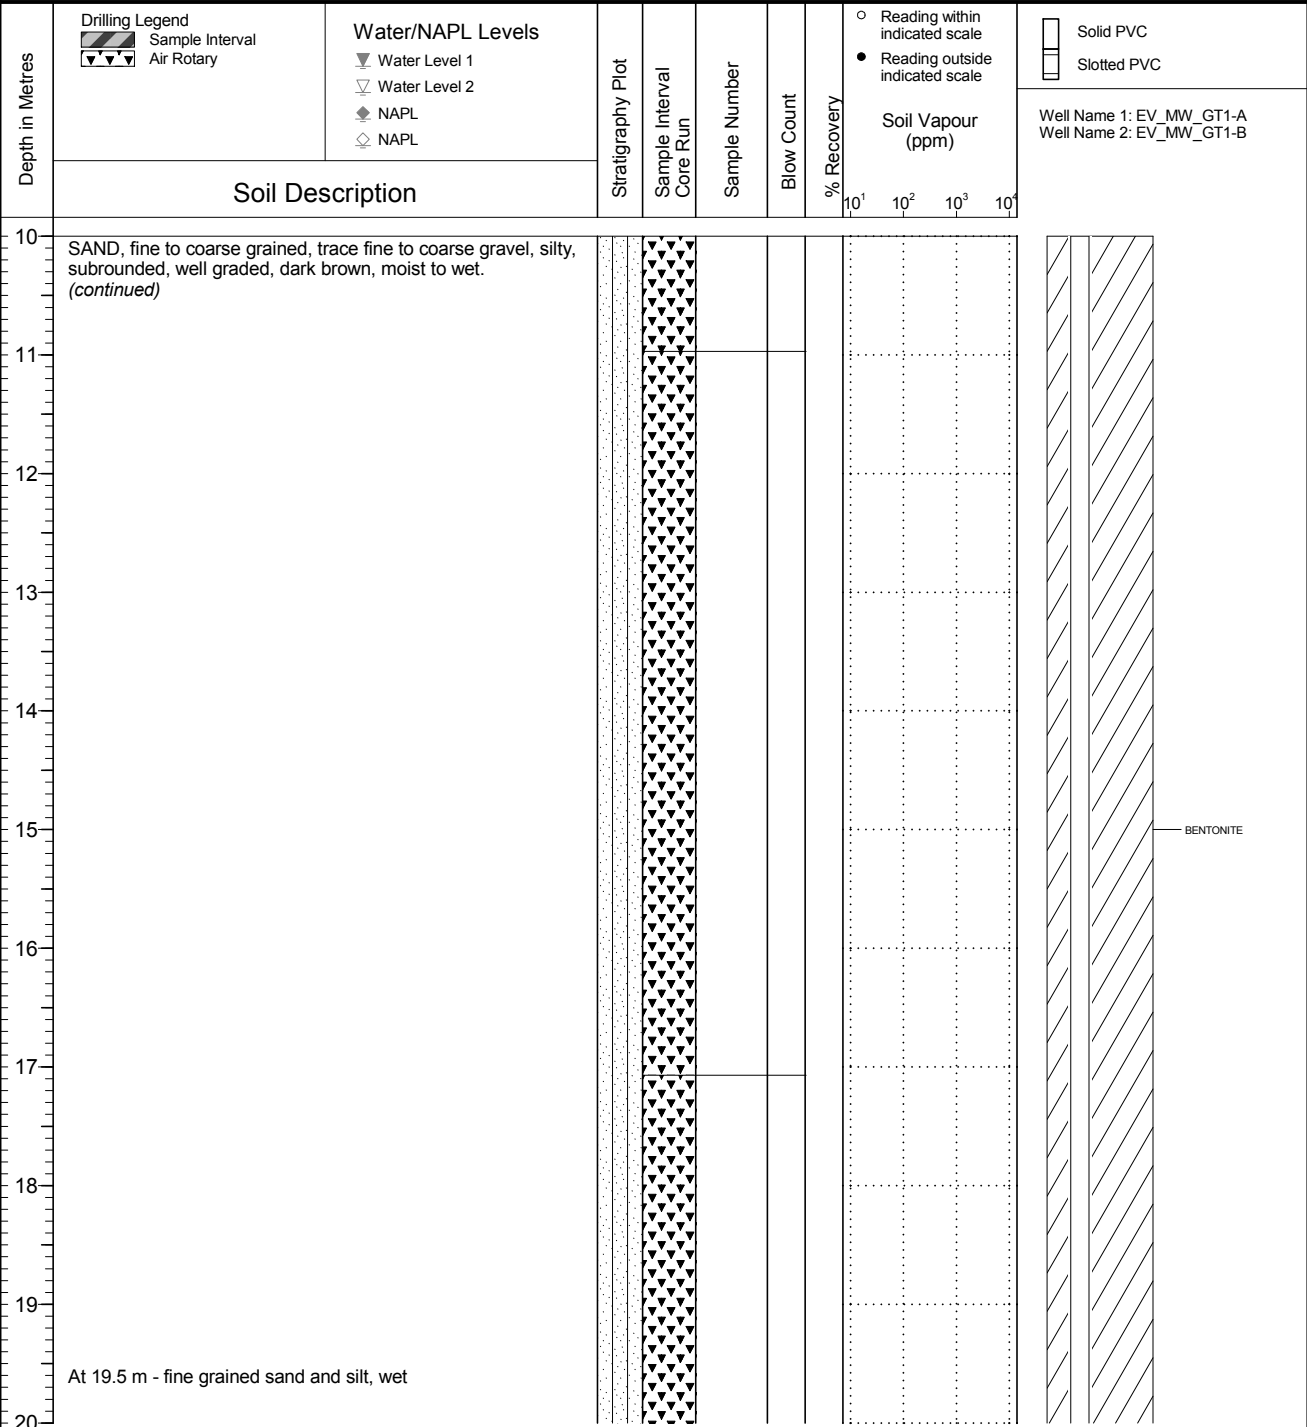 Depth in Metres
Drilling Legend
Sample Interval
Air Rotary
Water/NAPL Levels
Water Level 1
Water Level 2
NAPL
NAPL
Soil Description
Stratigraphy Plot
Sample Interval
Core Run
Sample Number
Blow Count
% Recovery
Reading within
indicated scale
Reading outside
indicated scale
Soil Vapour
(ppm)
10¹ 10² 10³ 10⁴
Solid PVC
Slotted PVC
Well Name 1: EV_MW_GT1-A
Well Name 2: EV_MW_GT1-B
10
SAND, fine to coarse grained, trace fine to coarse gravel, silty,
subrounded, well graded, dark brown, moist to wet.
(continued)
11
12
13
14
15
BENTONITE
16
17
18
19
At 19.5 m - fine grained sand and silt, wet
20